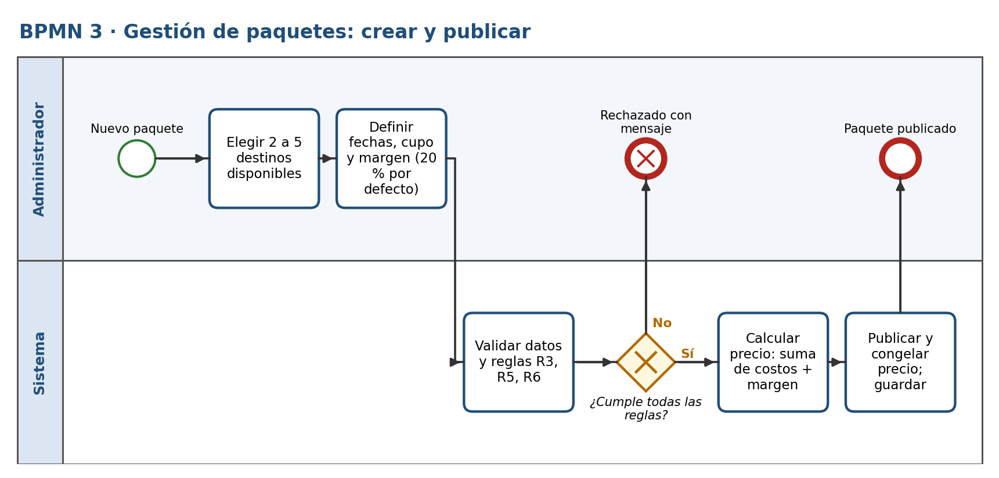 BPMN 3 · Gestión de paquetes: crear y publicar
Administrador
Nuevo paquete
Elegir 2 a 5
destinos
disponibles
Definir
fechas, cupo
y margen (20
% por
defecto)
Rechazado con
mensaje
Paquete publicado
Sistema
Validar datos
y reglas R3,
R5, R6
No
Sí
¿Cumple todas las
reglas?
Calcular
precio: suma
de costos +
margen
Publicar y
congelar
precio;
guardar